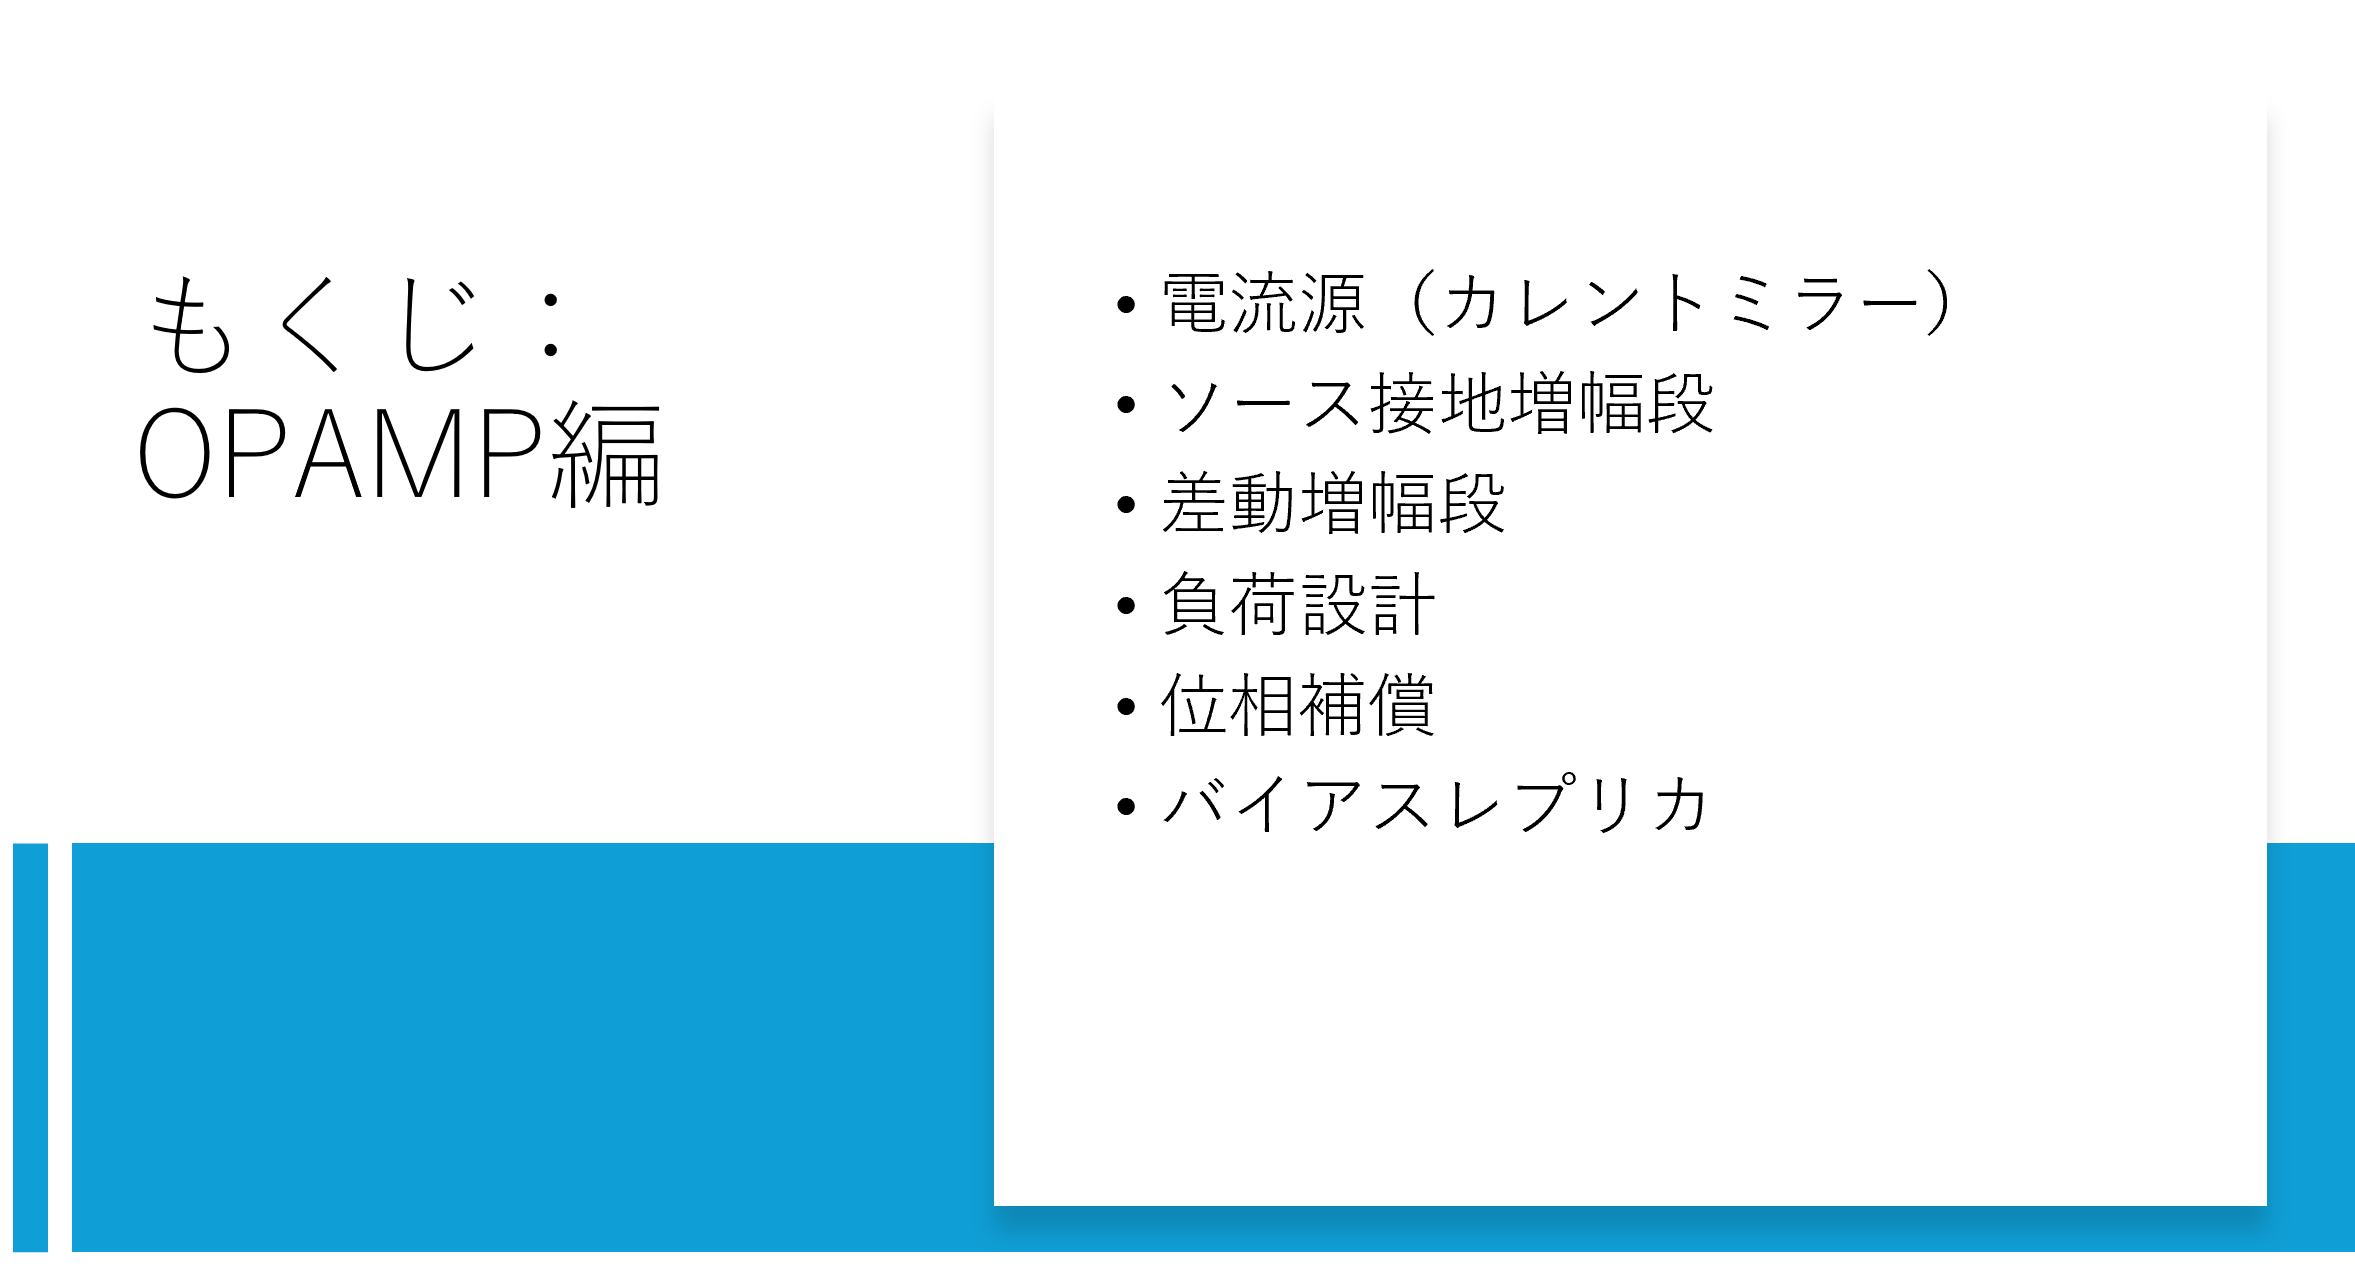 もくじ：
OPAMP編
• 電流源（カレントミラー）
• ソース接地増幅段
• 差動増幅段
• 負荷設計
• 位相補償
• バイアスレプリカ